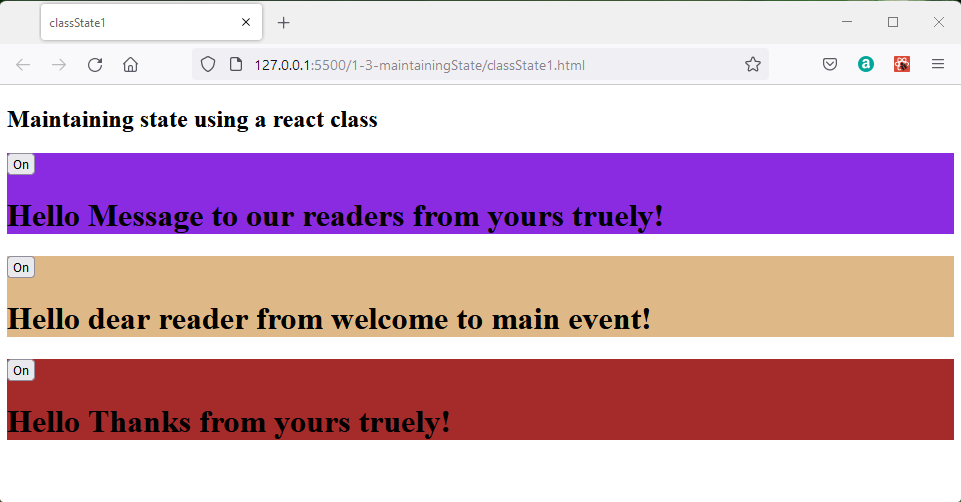 classState1
127.0.0.1:5500/1-3-maintainingState/classState1.html
a
Maintaining state using a react class
On
Hello Message to our readers from yours truely!
On
Hello dear reader from welcome to main event!
On
Hello Thanks from yours truely!